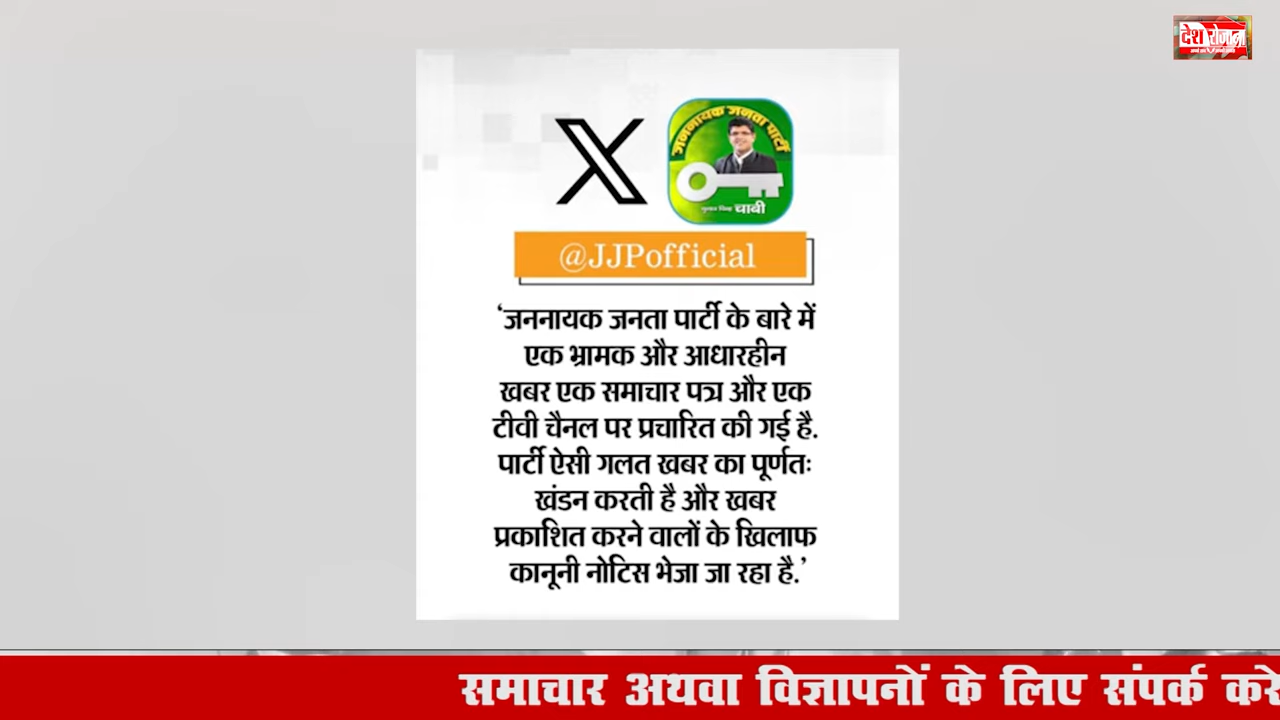 देश रोजाना
जननायक जनता पार्टी
चाबी
@JJPofficial
‘जननायक जनता पार्टी के बारे में
एक भ्रामक और आधारहीन
खबर एक समाचार पत्र और एक
टीवी चैनल पर प्रचारित की गई है.
पार्टी ऐसी गलत खबर का पूर्णतः
खंडन करती है और खबर
प्रकाशित करने वालों के खिलाफ
कानूनी नोटिस भेजा जा रहा है.’
समाचार अथवा विज्ञापनों के लिए संपर्क करे